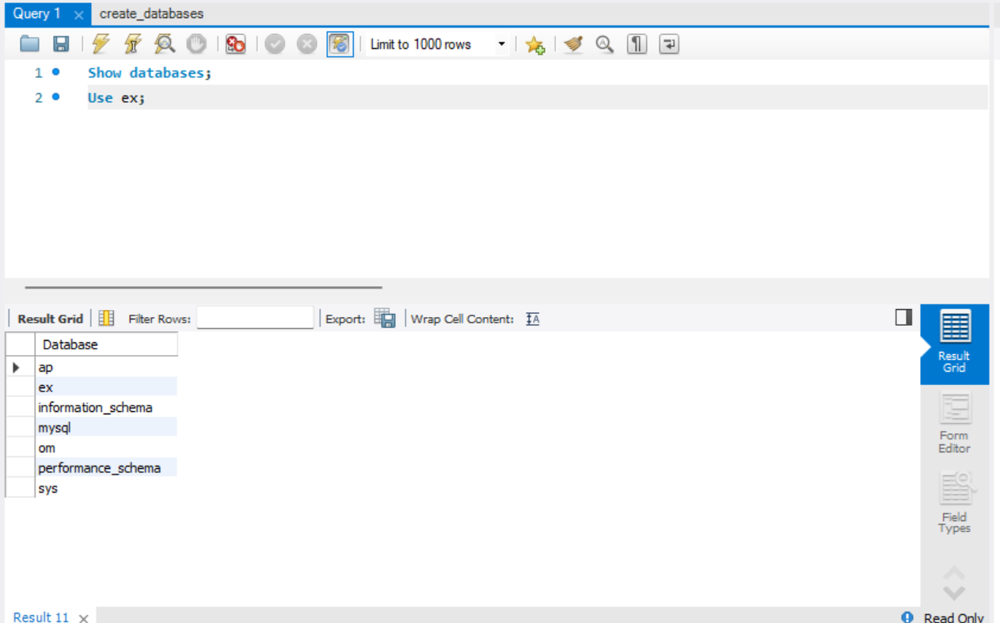 Query 1 create_databases
Limit to 1000 rows
1 Show databases;
2 Use ex;
Result Grid Filter Rows: Export: Wrap Cell Content: IA
Database
ap
ex
information_schema
mysql
om
performance_schema
sys
Result
Grid
Form
Editor
Field
Types
Result 11 Read Only